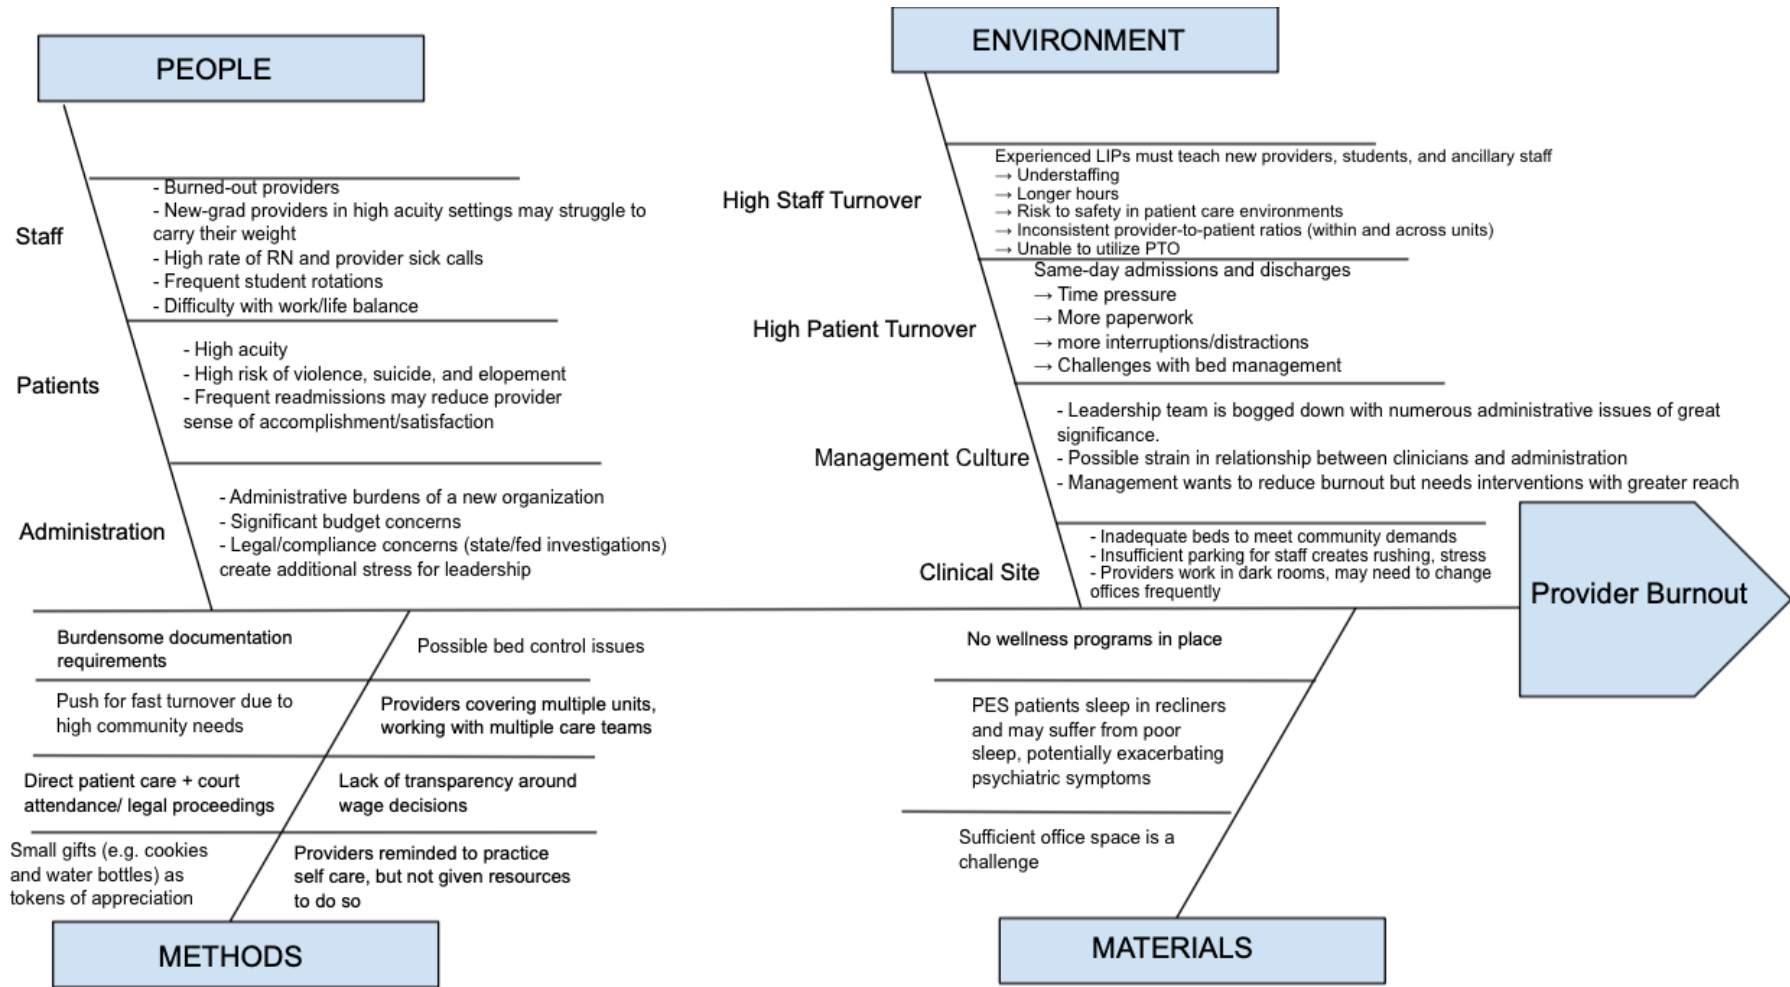 PEOPLE
Staff
- Burned-out providers
- New-grad providers in high acuity settings may struggle to
carry their weight
- High rate of RN and provider sick calls
- Frequent student rotations
- Difficulty with work/life balance
Patients
- High acuity
- High risk of violence, suicide, and elopement
- Frequent readmissions may reduce provider
sense of accomplishment/satisfaction
Administration
- Administrative burdens of a new organization
- Significant budget concerns
- Legal/compliance concerns (state/fed investigations)
create additional stress for leadership
ENVIRONMENT
High Staff Turnover
Experienced LIPs must teach new providers, students, and ancillary staff
→ Understaffing
→ Longer hours
→ Risk to safety in patient care environments
→ Inconsistent provider-to-patient ratios (within and across units)
→ Unable to utilize PTO
High Patient Turnover
Same-day admissions and discharges
→ Time pressure
→ More paperwork
→ more interruptions/distractions
→ Challenges with bed management
Management Culture
- Leadership team is bogged down with numerous administrative issues of great
significance.
- Possible strain in relationship between clinicians and administration
- Management wants to reduce burnout but needs interventions with greater reach
Clinical Site
- Inadequate beds to meet community demands
- Insufficient parking for staff creates rushing, stress
- Providers work in dark rooms, may need to change
offices frequently
Provider Burnout
Burdensome documentation
requirements
Push for fast turnover due to
high community needs
Direct patient care + court
attendance/ legal proceedings
Small gifts (e.g. cookies
and water bottles) as
tokens of appreciation
Possible bed control issues
Providers covering multiple units,
working with multiple care teams
Lack of transparency around
wage decisions
Providers reminded to practice
self care, but not given resources
to do so
METHODS
No wellness programs in place
PES patients sleep in recliners
and may suffer from poor
sleep, potentially exacerbating
psychiatric symptoms
Sufficient office space is a
challenge
MATERIALS